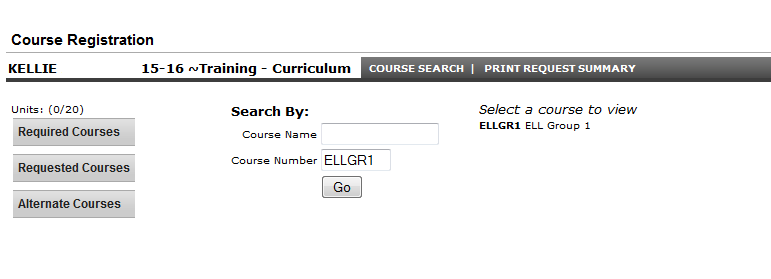 Course Registration
KELLIE 15-16 ~Training - Curriculum COURSE SEARCH | PRINT REQUEST SUMMARY
Units: (0/20)
Required Courses
Requested Courses
Alternate Courses
Search By:
Course Name
Course Number ELLGR1
Go
Select a course to view
ELLGR1 ELL Group 1